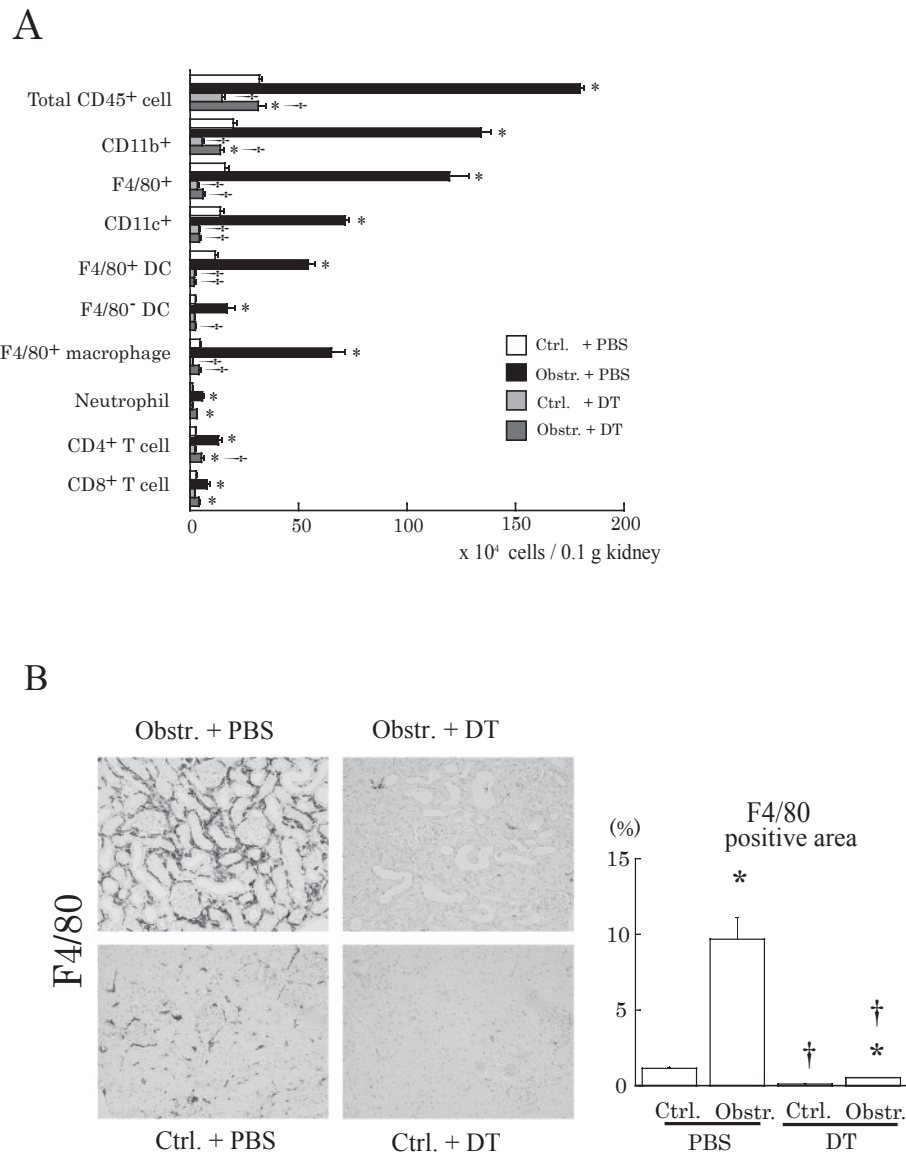 A
Total CD45⁺ cell
CD11b⁺
F4/80⁺
CD11c⁺
F4/80⁺ DC
F4/80⁻ DC
F4/80⁺ macrophage
Neutrophil
CD4⁺ T cell
CD8⁺ T cell
* †
* †
* †
* † †
* † †
* † †
* †
* † †
* *
* * †
* *
Ctrl. + PBS
Obstr. + PBS
Ctrl. + DT
Obstr. + DT
0 50 100 150 200
x 10⁴ cells / 0.1 g kidney
B
Obstr. + PBS Obstr. + DT
F4/80
Ctrl. + PBS Ctrl. + DT
F4/80
(%) positive area
15
10
5
0
*
†
†
*
Ctrl. Obstr. Ctrl. Obstr.
PBS DT